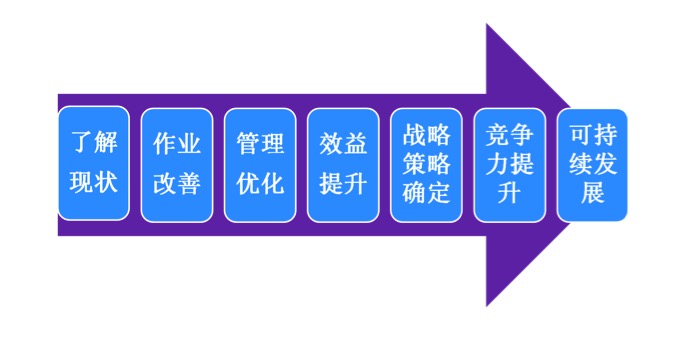 了解
现状
作业
改善
管理
优化
效益
提升
战略
策略
确定
竞争
力提
升
可持
续发
展